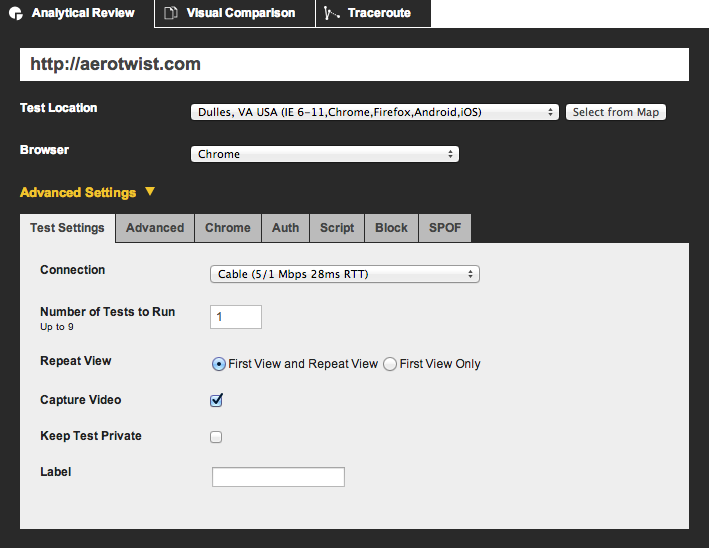 Analytical Review Visual Comparison Traceroute
http://aerotwist.com
Test Location Dulles, VA USA (IE 6-11,Chrome,Firefox,Android,iOS) Select from Map
Browser Chrome
Advanced Settings
Test Settings Advanced Chrome Auth Script Block SPOF
Connection Cable (5/1 Mbps 28ms RTT)
Number of Tests to Run 1
Up to 9
Repeat View First View and Repeat View First View Only
Capture Video
Keep Test Private
Label